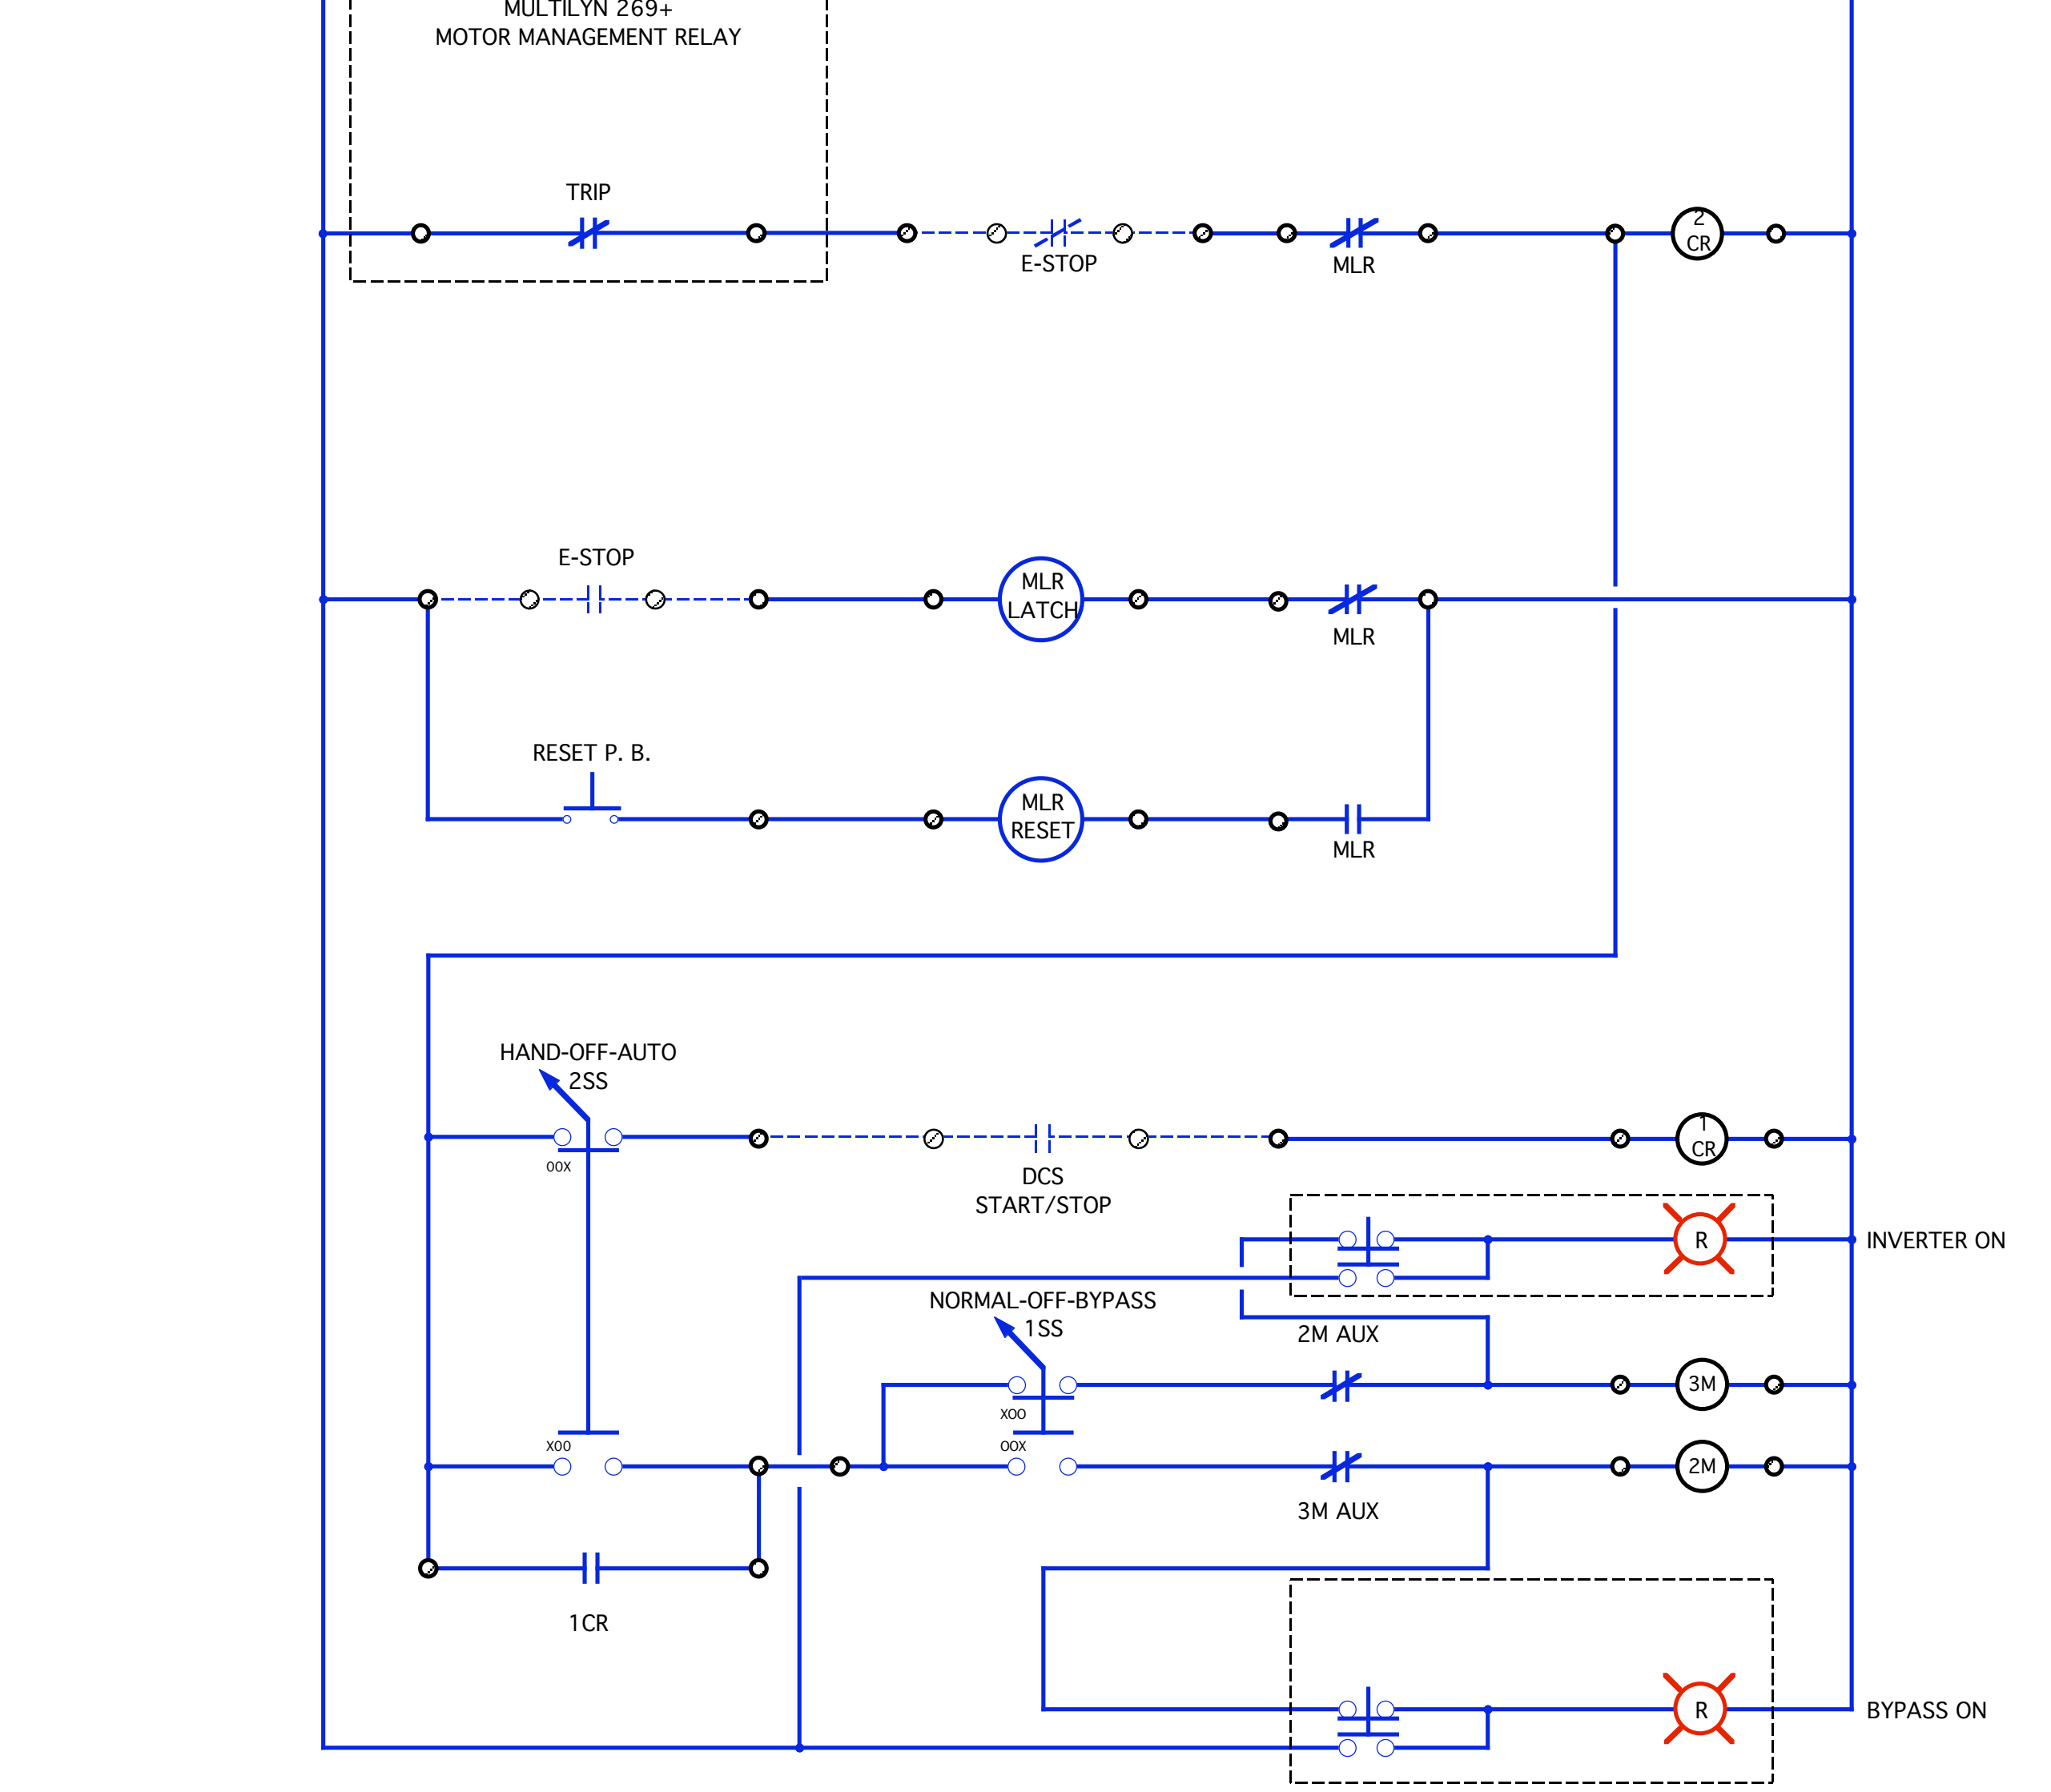 MULTILYN 269+
MOTOR MANAGEMENT RELAY
TRIP
E-STOP
MLR
2
CR
E-STOP
MLR
LATCH
MLR
RESET P. B.
MLR
RESET
MLR
HAND-OFF-AUTO
2SS
OOX
DCS
START/STOP
1
CR
R
INVERTER ON
NORMAL-OFF-BYPASS
1SS
2M AUX
XOO
3M
XOO
OOX
2M
3M AUX
1CR
R
BYPASS ON